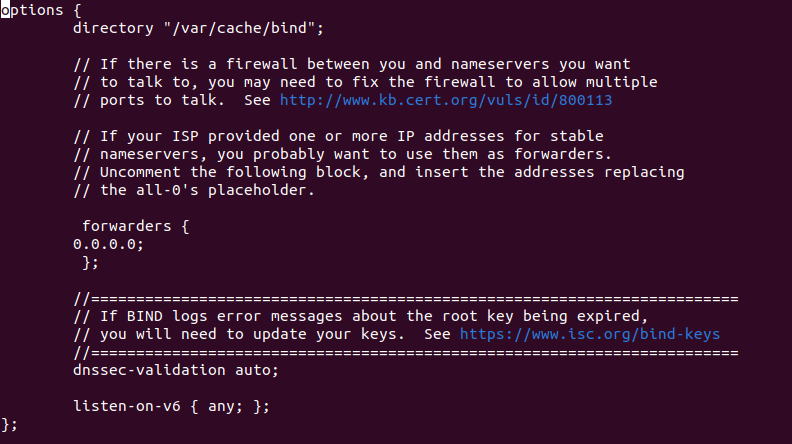 options {
        directory "/var/cache/bind";

        // If there is a firewall between you and nameservers you want
        // to talk to, you may need to fix the firewall to allow multiple
        // ports to talk.  See http://www.kb.cert.org/vuls/id/800113

        // If your ISP provided one or more IP addresses for stable
        // nameservers, you probably want to use them as forwarders.
        // Uncomment the following block, and insert the addresses replacing
        // the all-0's placeholder.

         forwarders {
        0.0.0.0;
         };

        //========================================================================
        // If BIND logs error messages about the root key being expired,
        // you will need to update your keys.  See https://www.isc.org/bind-keys
        //========================================================================
        dnssec-validation auto;

        listen-on-v6 { any; };
};